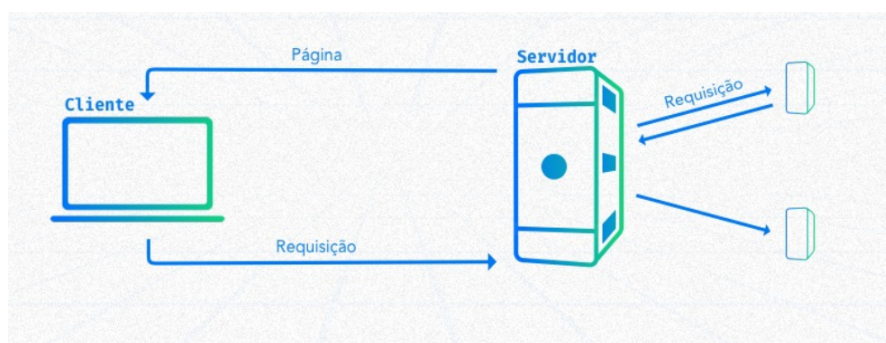 Página
Servidor
Requisição
Cliente
Requisição